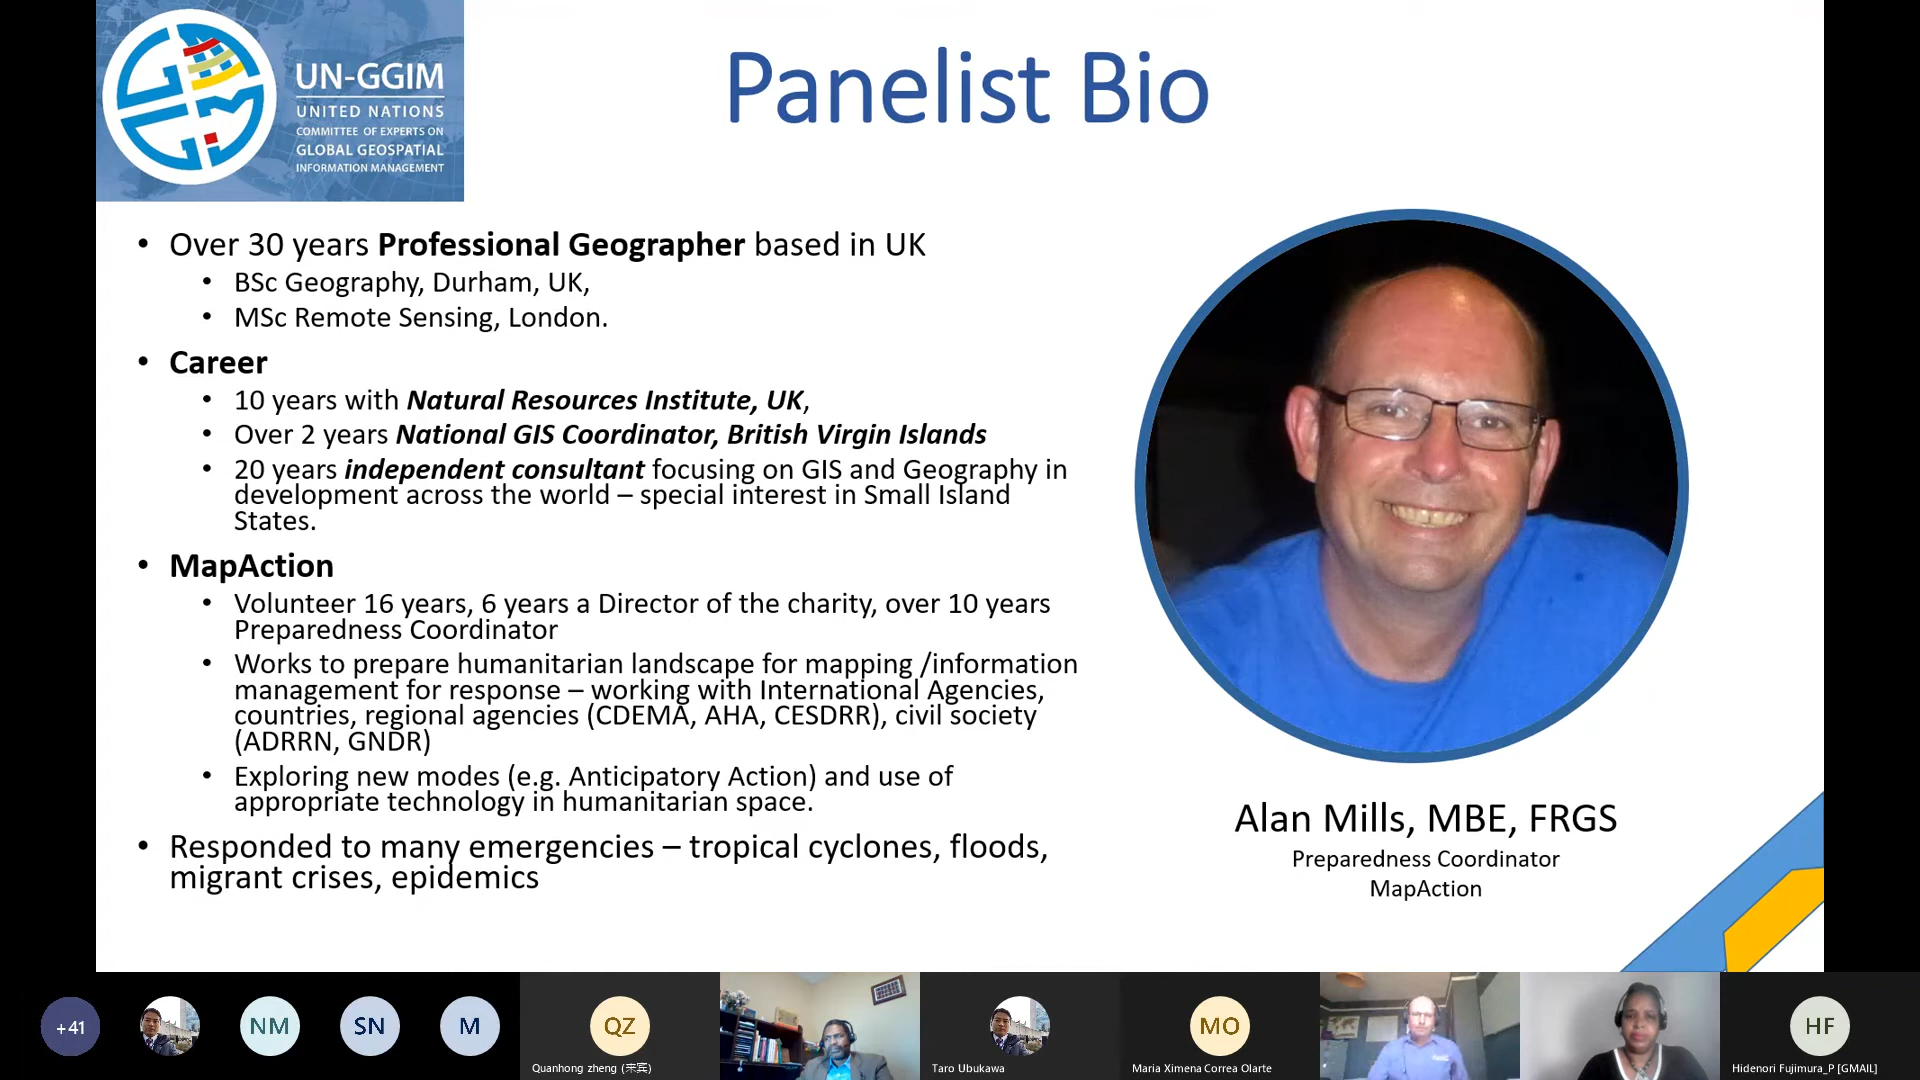 UN-GGIM
UNITED NATIONS
COMMITTEE OF EXPERTS ON
GLOBAL GEOSPATIAL
INFORMATION MANAGEMENT
Panelist Bio
• Over 30 years Professional Geographer based in UK
• BSc Geography, Durham, UK,
• MSc Remote Sensing, London.
• Career
• 10 years with Natural Resources Institute, UK,
• Over 2 years National GIS Coordinator, British Virgin Islands
• 20 years independent consultant focusing on GIS and Geography in
development across the world – special interest in Small Island
States.
• MapAction
• Volunteer 16 years, 6 years a Director of the charity, over 10 years
Preparedness Coordinator
• Works to prepare humanitarian landscape for mapping /information
management for response – working with International Agencies,
countries, regional agencies (CDEMA, AHA, CESDRR), civil society
(ADRRN, GNDR)
• Exploring new modes (e.g. Anticipatory Action) and use of
appropriate technology in humanitarian space.
• Responded to many emergencies – tropical cyclones, floods,
migrant crises, epidemics
Alan Mills, MBE, FRGS
Preparedness Coordinator
MapAction
+41
NM
SN
M
QZ
Quanhong zheng
Taro Ubukawa
MO
Maria Ximena Correa Olarte
HF
Hidenori Fujimura_P [GMAIL]